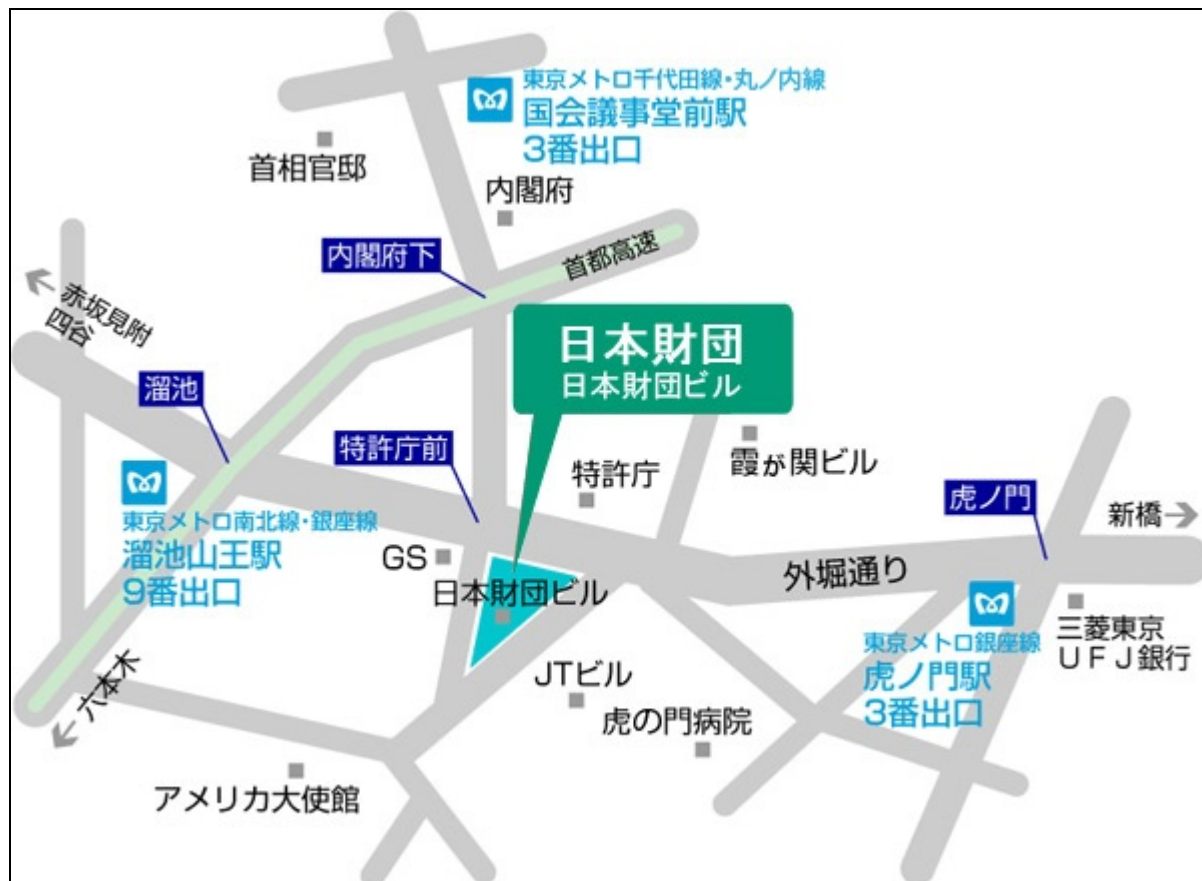 東京メトロ千代田線・丸ノ内線
国会議事堂前駅
3番出口
首相官邸
内閣府
内閣府下
首都高速
赤坂見附
四谷
日本財団
日本財団ビル
溜池
特許庁前
特許庁
霞が関ビル
虎ノ門
新橋
東京メトロ南北線・銀座線
溜池山王駅
9番出口
GS
日本財団ビル
外堀通り
東京メトロ銀座線
虎ノ門駅
3番出口
三菱東京
UFJ銀行
六本木
JTビル
虎の門病院
アメリカ大使館